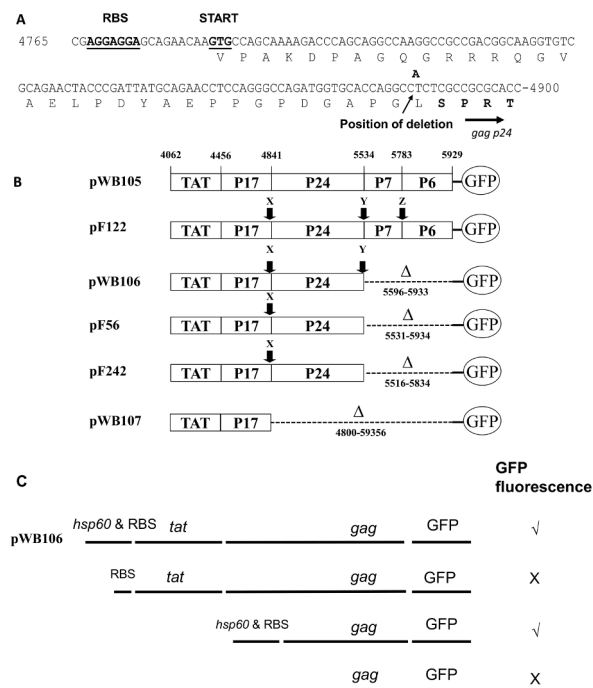 A
RBS START
4765 CGAGGAGGAGCAGAACAAGTGCCAGCAAAAGACCCAGCAGGCCAAGGCCGCCGACGGCAAGGTGTC
V P A K D P A G Q G R R R Q G V
A
GCAGAACTACCCGATTATGCAGAACCTCCAGGGCCAGATGGTGCACCAGGCCTCTCGCCGCGCACC-4900
A E L P D Y A E P P G P D G A P G L S P R T
Position of deletion gag p24
B
4062 4456 4841 5534 5783 5929
pWB105 TAT P17 P24 P7 P6 GFP
X Y Z
pF122 TAT P17 P24 P7 P6 GFP
X Y
pWB106 TAT P17 P24 Δ 5596-5933 GFP
X
pF56 TAT P17 P24 Δ 5531-5934 GFP
X
pF242 TAT P17 P24 Δ 5516-5834 GFP
pWB107 TAT P17 Δ 4800-59356 GFP
C
GFP fluorescence
pWB106 hsp60 & RBS tat gag GFP √
RBS tat gag GFP X
hsp60 & RBS gag GFP √
gag GFP X